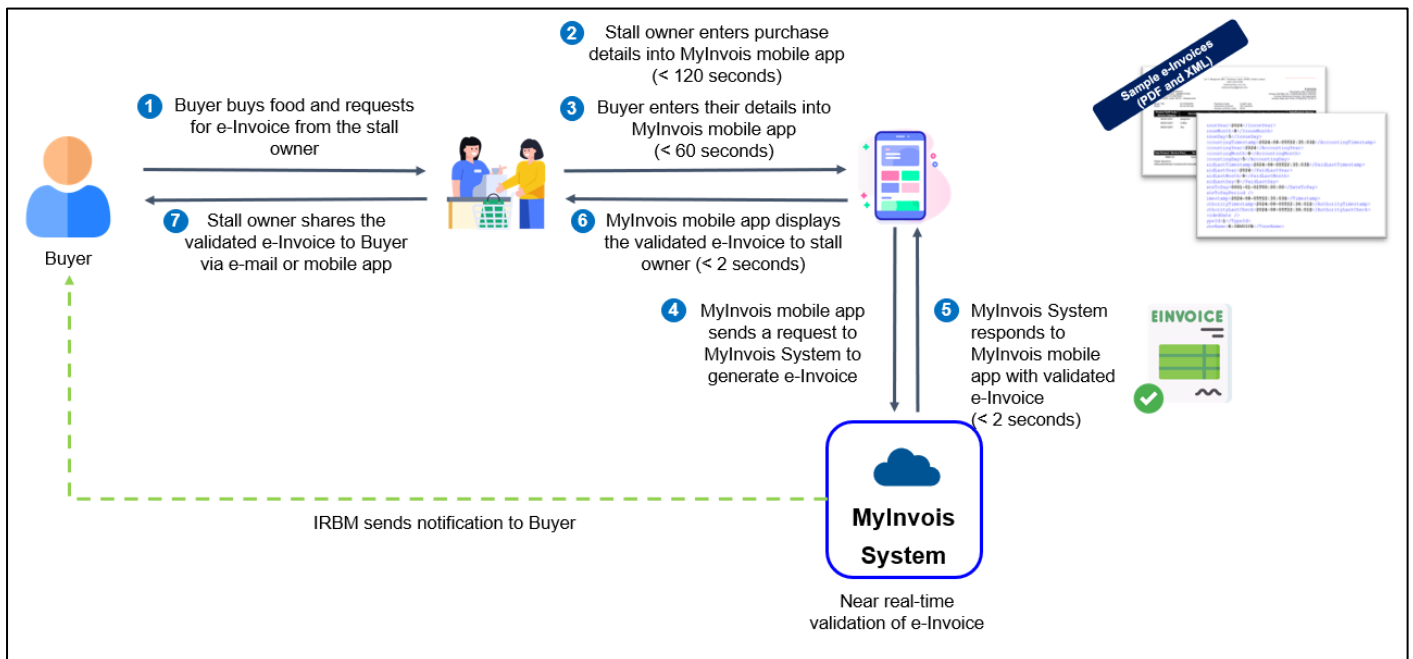 2
Stall owner enters purchase
details into MyInvois mobile app
(< 120 seconds)
1
Buyer buys food and requests
for e-Invoice from the stall
owner
3
Buyer enters their details into
MyInvois mobile app
(< 60 seconds)
Sample e-Invoices
(PDF and XML)
7
Stall owner shares the
validated e-Invoice to Buyer
via e-mail or mobile app
6
MyInvois mobile app displays
the validated e-Invoice to stall
owner (< 2 seconds)
Buyer
4
MyInvois mobile app
sends a request to
MyInvois System to
generate e-Invoice
5
MyInvois System
responds to
MyInvois mobile
app with validated
e-Invoice
(< 2 seconds)
EINVOICE
IRBM sends notification to Buyer
MyInvois
System
Near real-time
validation of e-Invoice